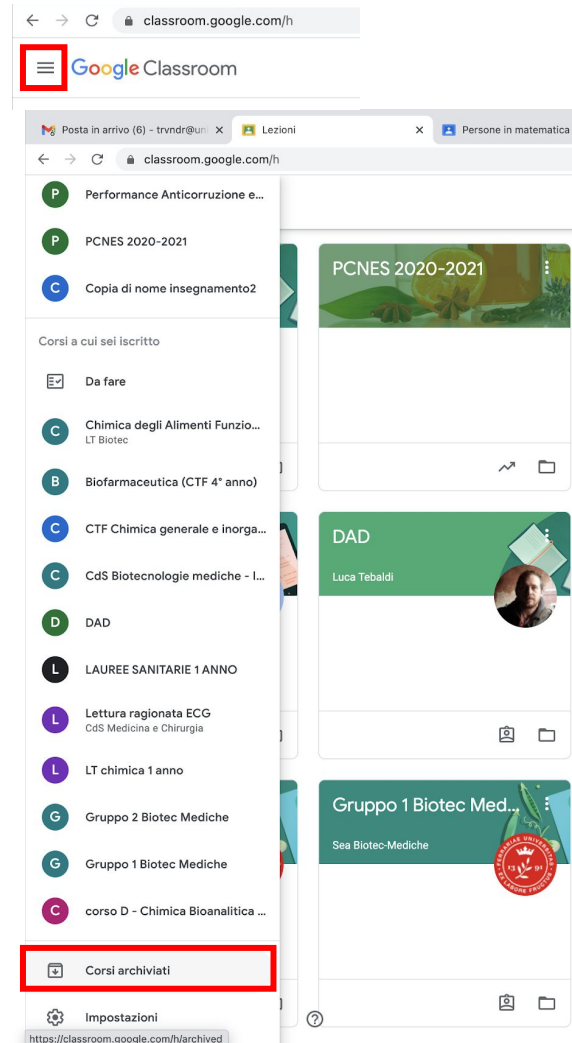 classroom.google.com/h
Google Classroom
Posta in arrivo (6) - trvndr@un
Lezioni
Persone in matematica
classroom.google.com/h
P Performance Anticorruzione e...
P PCNES 2020-2021
C Copia di nome insegnamento2
Corsi a cui sei iscritto
Da fare
C Chimica degli Alimenti Funzio...
LT Biotec
B Biofarmaceutica (CTF 4° anno)
C CTF Chimica generale e inorga...
C CdS Biotecnologie mediche - I...
D DAD
L LAUREE SANITARIE 1 ANNO
L Lettura ragionata ECG
CdS Medicina e Chirurgia
L LT chimica 1 anno
G Gruppo 2 Biotec Mediche
G Gruppo 1 Biotec Mediche
C corso D - Chimica Bioanalitica ...
Corsi archiviati
Impostazioni
https://classroom.google.com/h/archived
PCNES 2020-2021
DAD
Luca Tebaldi
Gruppo 1 Biotec Med...
Sea Biotec-Mediche